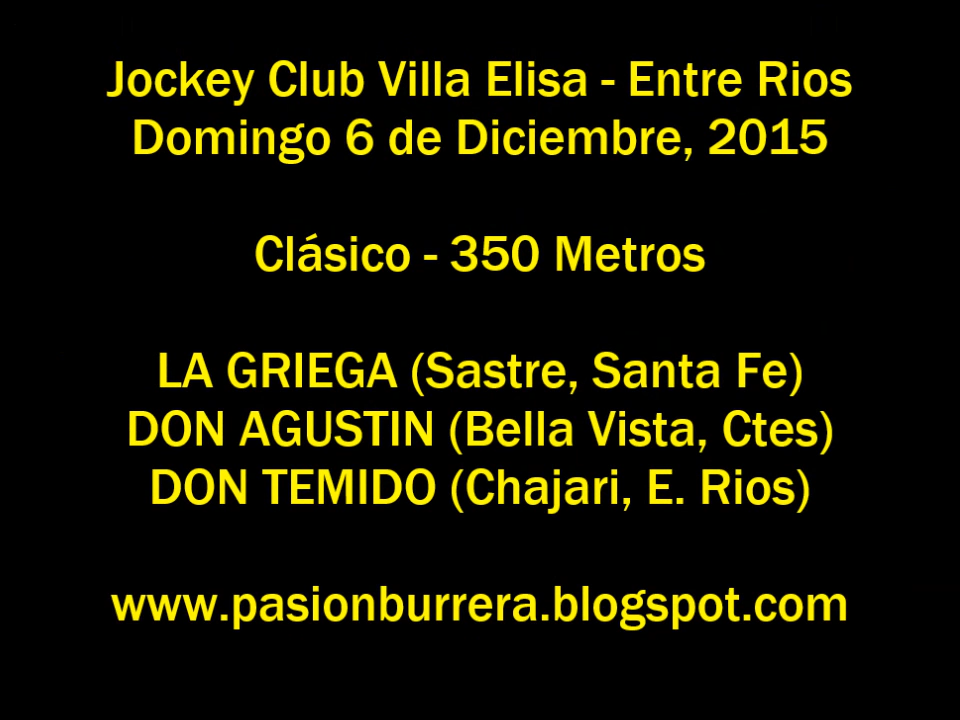 Jockey Club Villa Elisa - Entre Rios
Domingo 6 de Diciembre, 2015
Clásico - 350 Metros
LA GRIEGA (Sastre, Santa Fe)
DON AGUSTIN (Bella Vista, Ctes)
DON TEMIDO (Chajari, E. Rios)
www.pasionburrera.blogspot.com